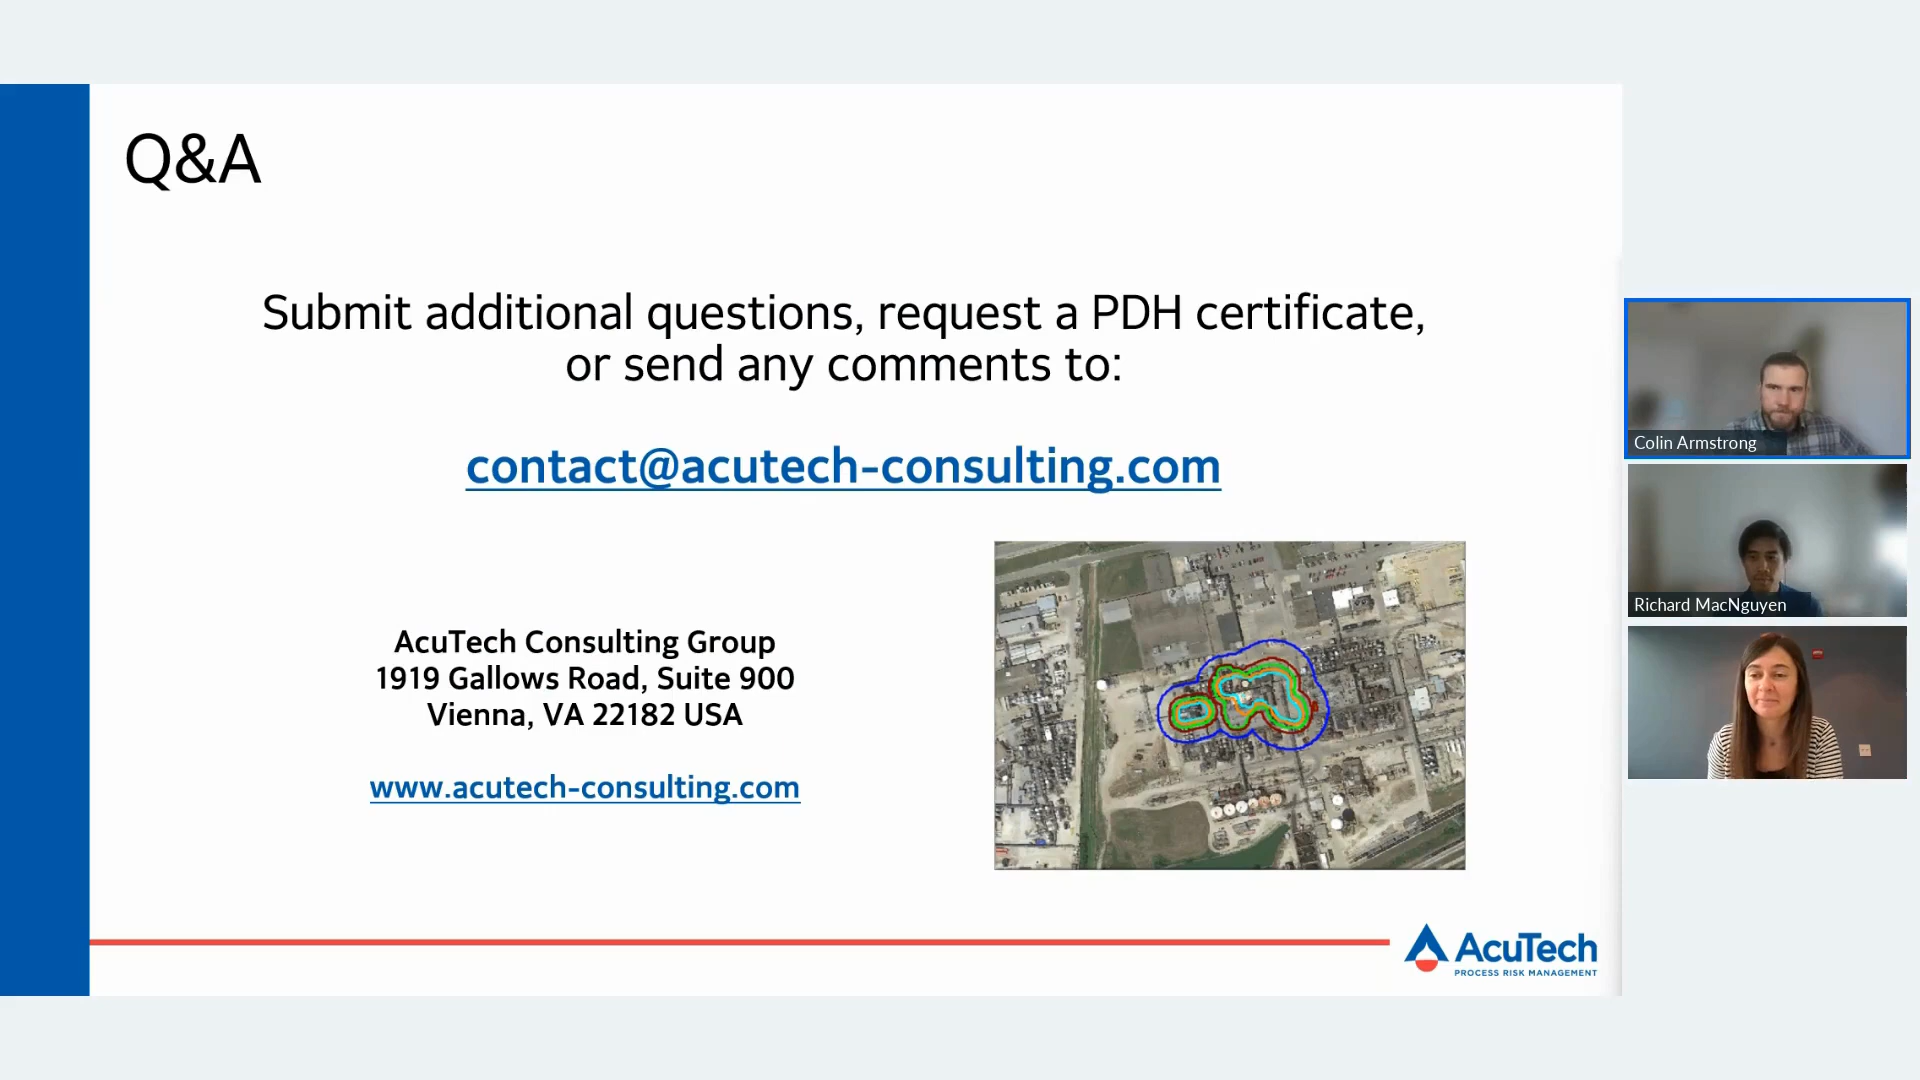 Q&A
Submit additional questions, request a PDH certificate,
or send any comments to:
contact@acutech-consulting.com
AcuTech Consulting Group
1919 Gallows Road, Suite 900
Vienna, VA 22182 USA
www.acutech-consulting.com
AcuTech
PROCESS RISK MANAGEMENT
Colin Armstrong
Richard MacNguyen